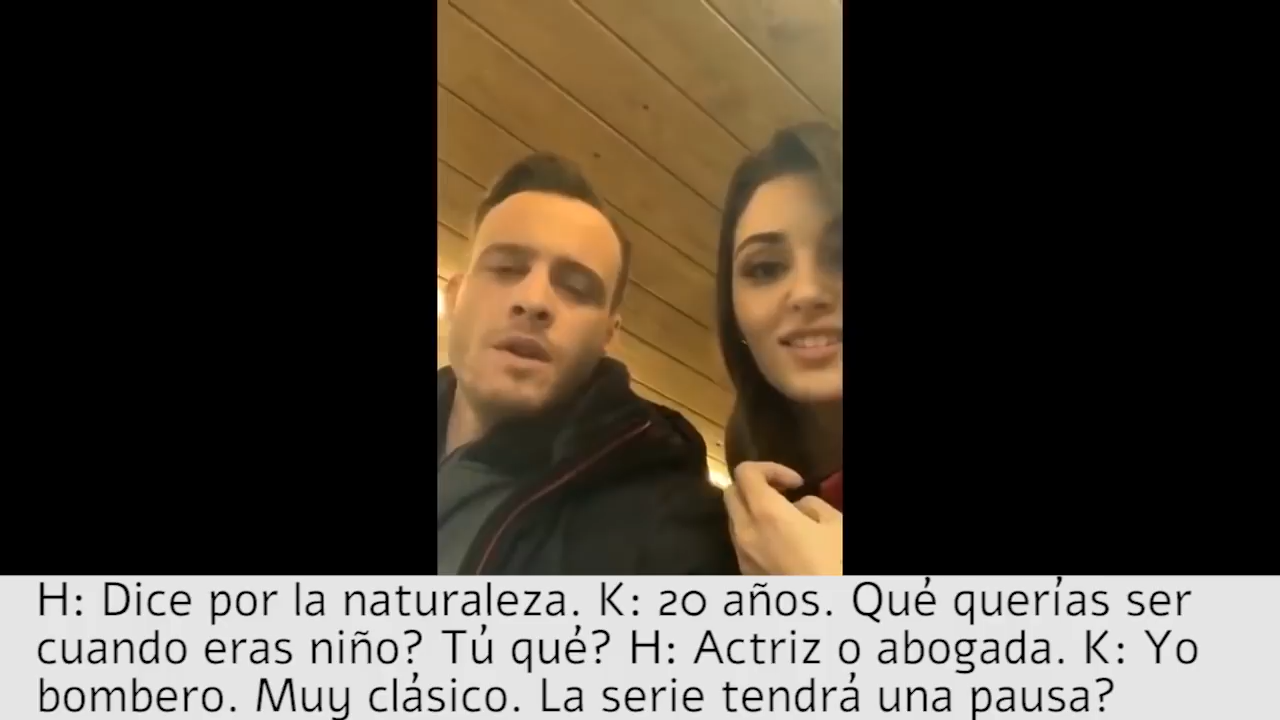 H: Dice por la naturaleza. K: 20 años. Qué querías ser
cuando eras niño? Tú qué? H: Actriz o abogada. K: Yo
bombero. Muy clásico. La serie tendrá una pausa?